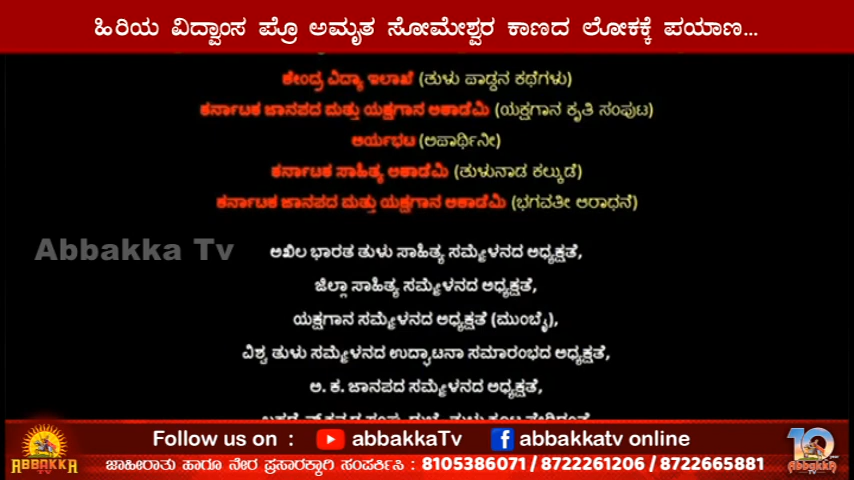 ಹಿರಿಯ ವಿದ್ವಾಂಸ ಪ್ರೊ ಅಮೃತ ಸೋಮೇಶ್ವರ ಕಾಣದ ಲೋಕಕ್ಕೆ ಪಯಾಣ...
ಕೇಂದ್ರ ವಿದ್ಯಾ ಇಲಾಖೆ (ತುಳು ಪಾಡ್ದನ ಕಥೆಗಳು)
ಕರ್ನಾಟಕ ಜಾನಪದ ಮತ್ತು ಯಕ್ಷಗಾನ ಅಕಾಡೆಮಿ (ಯಕ್ಷಗಾನ ಕೃತಿ ಸಂಪುಟ)
ಆರ್ಯಭಟ (ಅಪಾರ್ಥಿನೀ)
ಕರ್ನಾಟಕ ಸಾಹಿತ್ಯ ಅಕಾಡೆಮಿ (ತುಳುನಾಡ ಕಲ್ಕುಡೆ)
ಕರ್ನಾಟಕ ಜಾನಪದ ಮತ್ತು ಯಕ್ಷಗಾನ ಅಕಾಡೆಮಿ (ಭಗವತೀ ಆರಾಧನೆ)
Abbakka Tv
ಅಖಿಲ ಭಾರತ ತುಳು ಸಾಹಿತ್ಯ ಸಮ್ಮೇಳನದ ಅಧ್ಯಕ್ಷತೆ,
ಜಿಲ್ಲಾ ಸಾಹಿತ್ಯ ಸಮ್ಮೇಳನದ ಅಧ್ಯಕ್ಷತೆ,
ಯಕ್ಷಗಾನ ಸಮ್ಮೇಳನದ ಅಧ್ಯಕ್ಷತೆ (ಮುಂಬೈ),
ವಿಶ್ವ ತುಳು ಸಮ್ಮೇಳನದ ಉದ್ಘಾಟನಾ ಸಮಾರಂಭದ ಅಧ್ಯಕ್ಷತೆ,
ಅ. ಕ. ಜಾನಪದ ಸಮ್ಮೇಳನದ ಅಧ್ಯಕ್ಷತೆ,
Follow us on : abbakkaTv abbakkatv online
ABBAKKA TV
ಜಾಹೀರಾತು ಹಾಗೂ ನೇರ ಪ್ರಸಾರಕ್ಕಾಗಿ ಸಂಪರ್ಕಿಸಿ : 8105386071 / 8722261206 / 8722665881
10
ABBAKKA TV